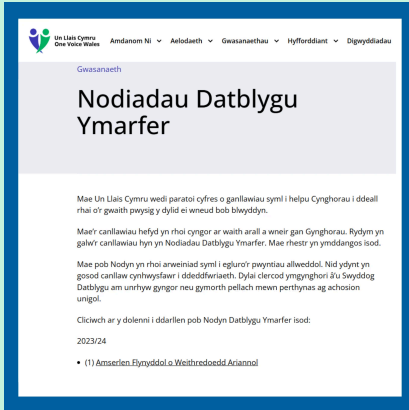 Un Llais Cymru
One Voice Wales
Amdanom Ni Aelodaeth Gwasanaethau Hyfforddiant Digwyddiadau
Gwasanaeth
Nodiadau Datblygu
Ymarfer
Mae Un Llais Cymru wedi paratoi cyfres o ganllawiau syml i helpu Cynghorau i ddeall
rhai o'r gwaith pwysig y dylid ei wneud bob blwyddyn.
Mae'r canllawiau hefyd yn rhoi cyngor ar waith arall a wneir gan Gynghorau. Rydym yn
galw'r canllawiau hyn yn Nodiadau Datblygu Ymarfer. Mae rhestr yn ymddangos isod.
Mae pob Nodyn yn rhoi arweiniad syml i egluro'r pwyntiau allweddol. Nid ydynt yn
gosod canllaw cynhwysfawr i ddeddfwriaeth. Dylai clercod ymgynghori â'u Swyddog
Datblygu am unrhyw gyngor neu gymorth pellach mewn perthynas ag achosion
unigol.
Cliciwch ar y dolenni i ddarllen pob Nodyn Datblygu Ymarfer isod:
2023/24
• (1) Amserlen Flynyddol o Weithredoedd Ariannol